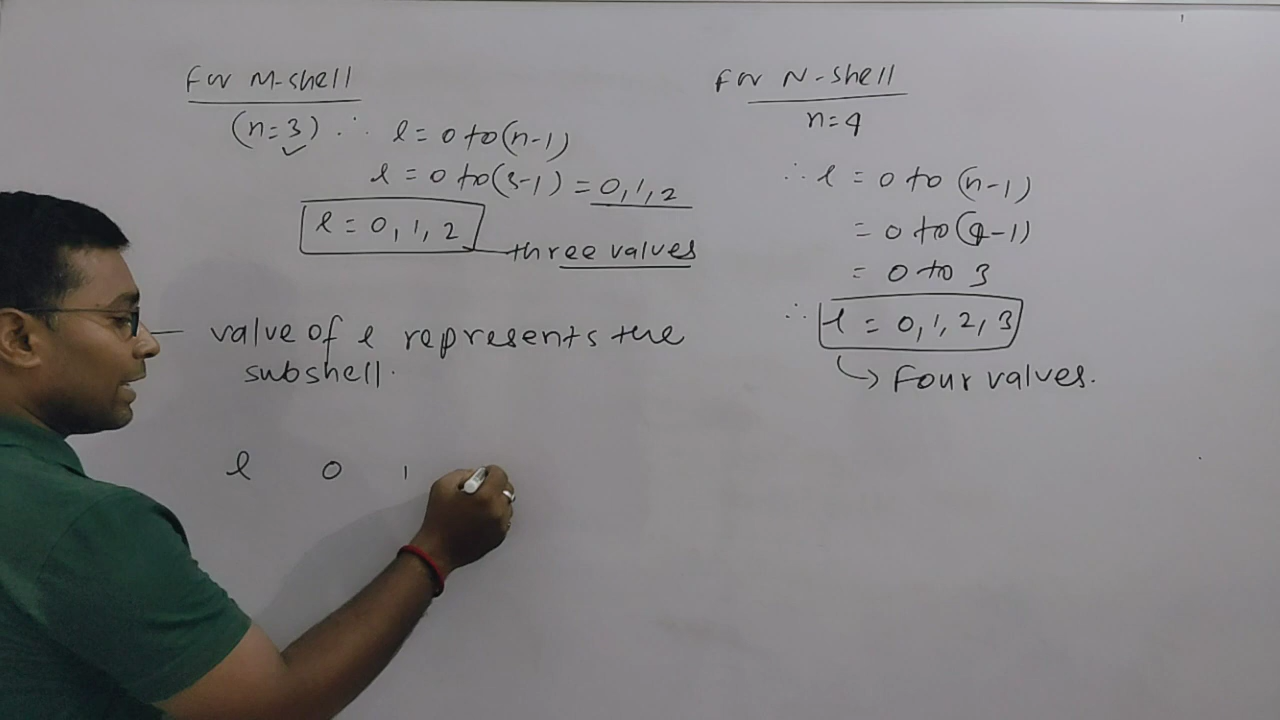 For M-shell
(n=3) ∴ l = 0 to (n-1)
l = 0 to (3-1) = 0, 1, 2
l = 0, 1, 2
three values
— value of l represents the
subshell.
l 0 1
For N-shell
n=4
∴ l = 0 to (n-1)
= 0 to (4-1)
= 0 to 3
∴ l = 0, 1, 2, 3
↳ Four values.